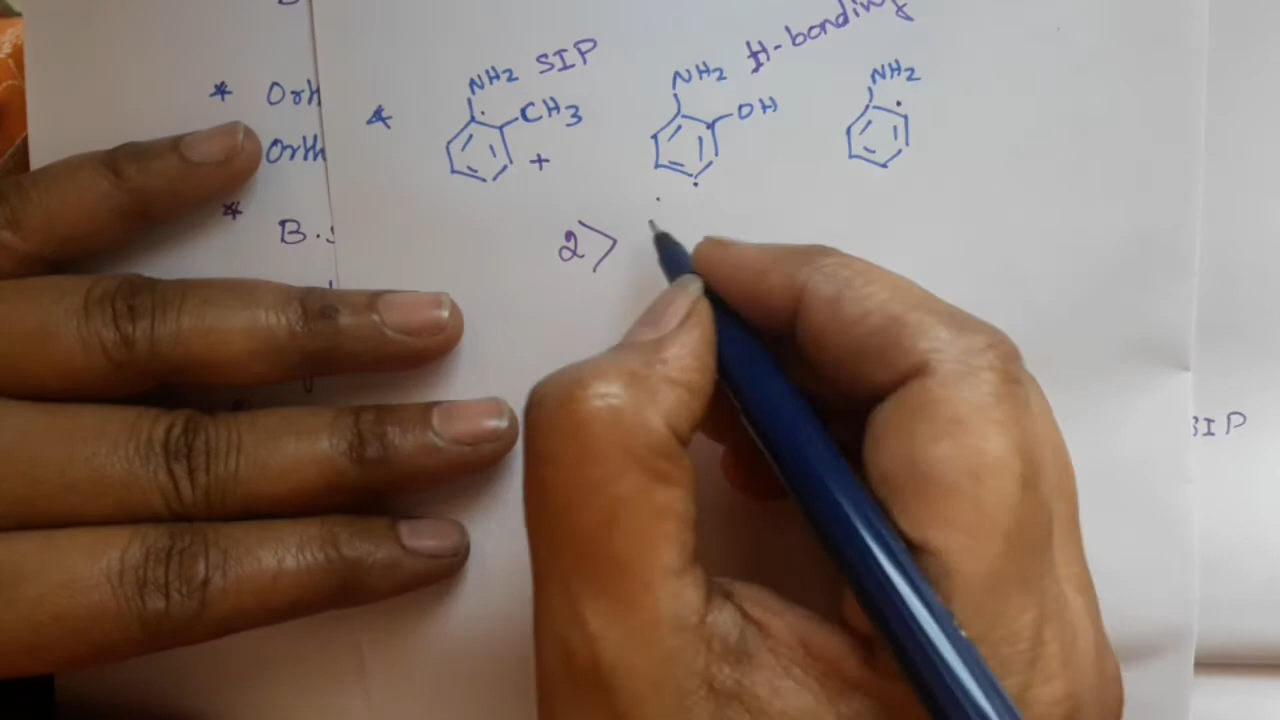 NH2 SIP
CH3
+
NH2 H-bonding
OH
NH2
* Orth
Orth
* B.
2>
SIP